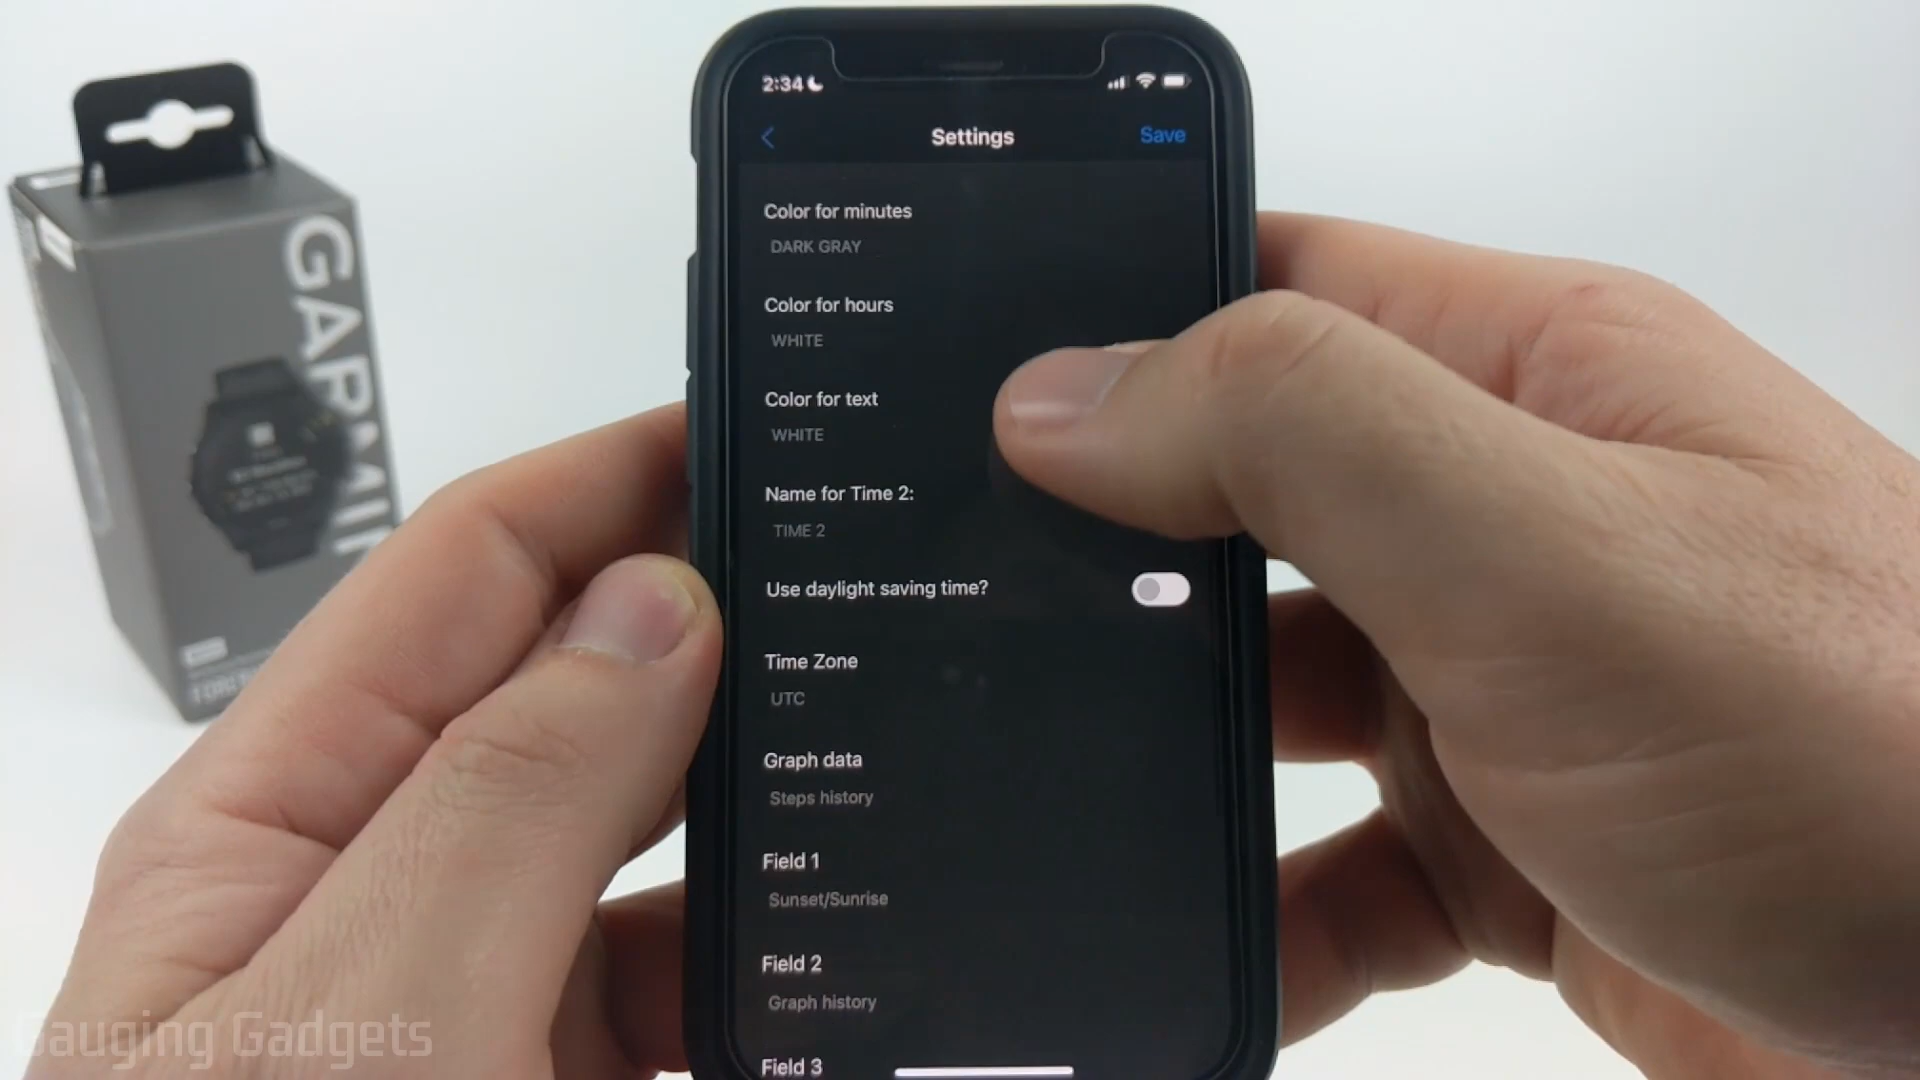 GARMIN
2:34
Settings
Save
Color for minutes
DARK GRAY
Color for hours
WHITE
Color for text
WHITE
Name for Time 2:
TIME 2
Use daylight saving time?
Time Zone
UTC
Graph data
Steps history
Field 1
Sunset/Sunrise
Field 2
Graph history
Field 3
Gauging Gadgets